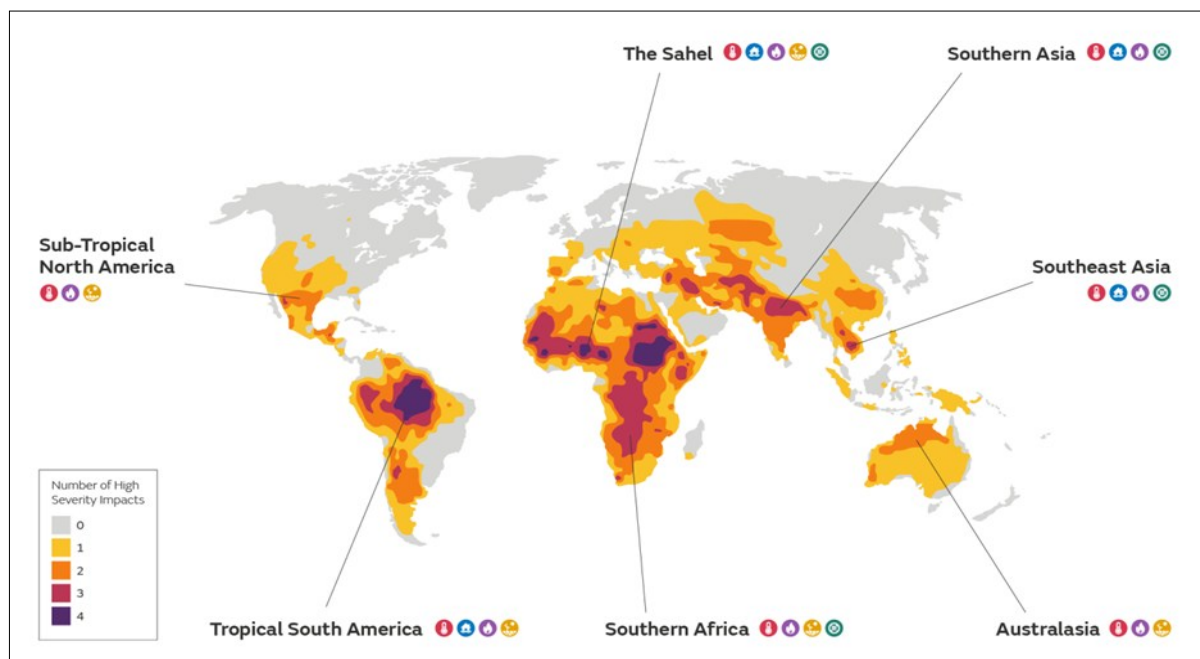 The Sahel
Southern Asia
Sub-Tropical
North America
Southeast Asia
Number of High
Severity Impacts
0
1
2
3
4
Tropical South America
Southern Africa
Australasia